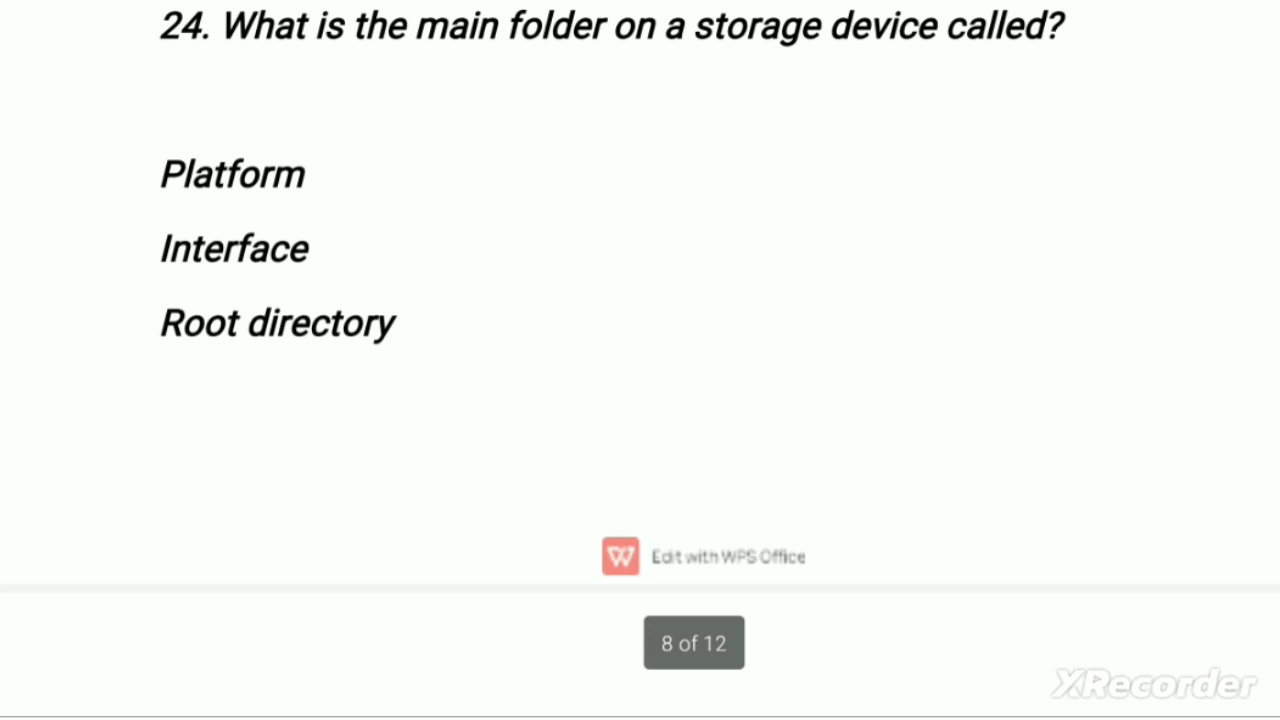 24. What is the main folder on a storage device called?
Platform
Interface
Root directory
W Edit with WPS Office
8 of 12
XRecorder